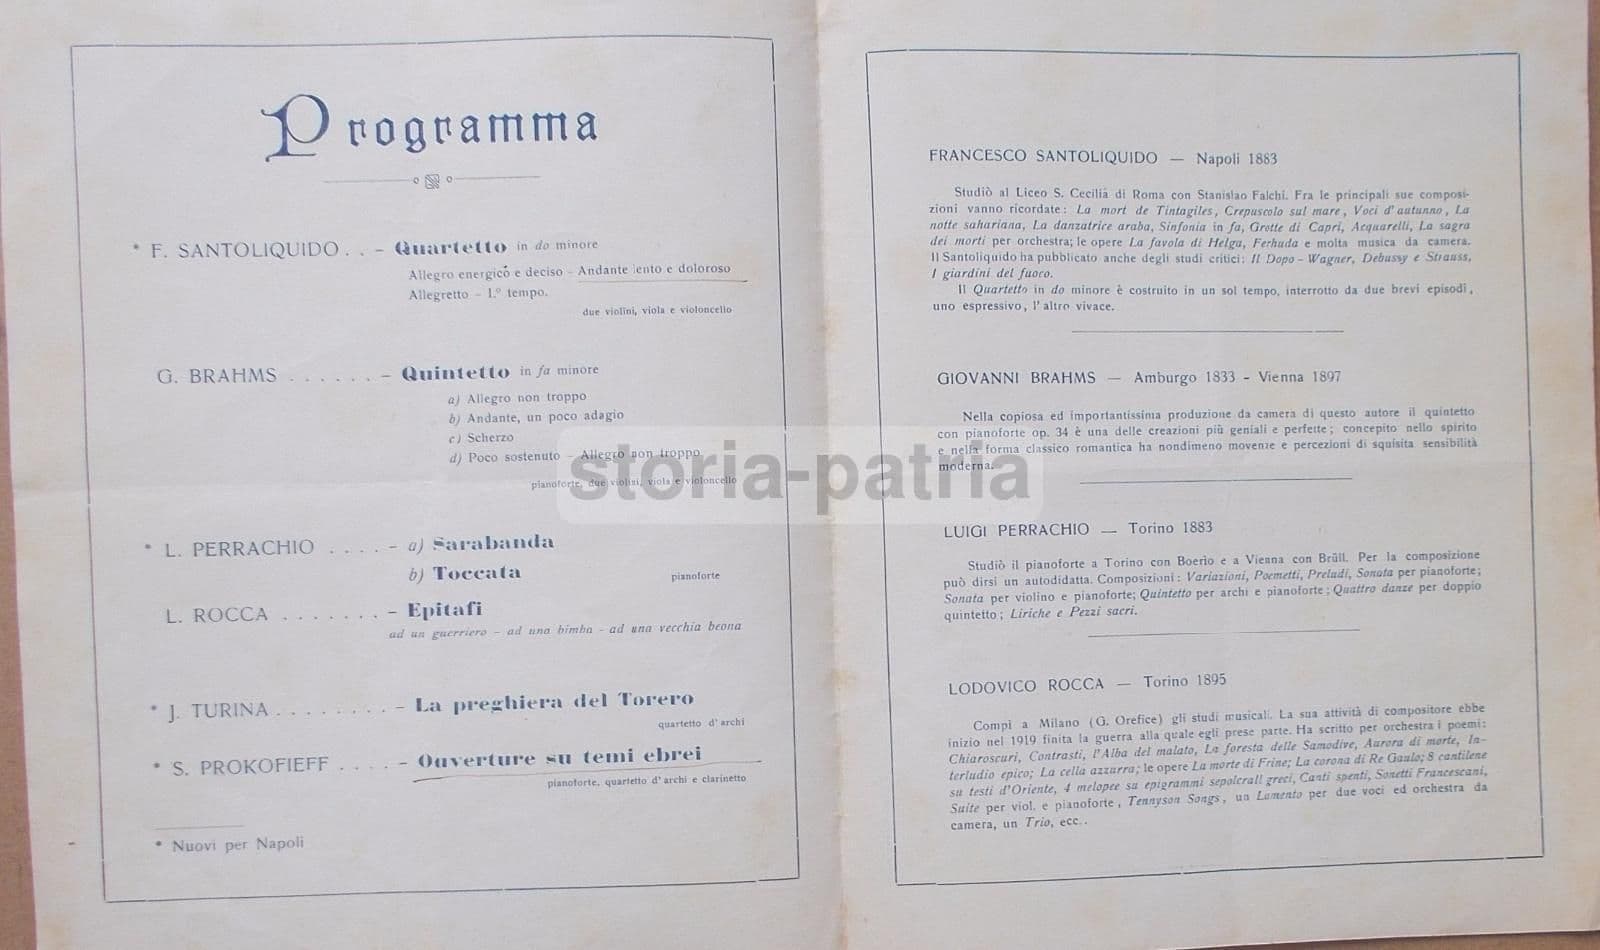 Programma
* F. SANTOLIQUIDO . . – Quartetto in do minore
Allegro energico e deciso – Andante lento e doloroso
Allegretto – 1.º tempo.
due violini, viola e violoncello
G. BRAHMS . . . . . . – Quintetto in fa minore
a) Allegro non troppo
b) Andante, un poco adagio
c) Scherzo
d) Poco sostenuto – Allegro non troppo
pianoforte, due violini, viola e violoncello
* L. PERRACHIO . . . . – a) Sarabanda
b) Toccata
pianoforte
L. ROCCA . . . . . . . – Epitafi
ad un guerriero – ad una bimba – ad una vecchia beona
* J. TURINA . . . . . . . . – La preghiera del Torero
quartetto d'archi
* S. PROKOFIEFF . . . . – Ouverture su temi ebrei
pianoforte, quartetto d'archi e clarinetto
* Nuovi per Napoli
FRANCESCO SANTOLIQUIDO — Napoli 1883
Studiò al Liceo S. Cecilia di Roma con Stanislao Falchi. Fra le principali sue composi-
zioni vanno ricordate: La mort de Tintagiles, Crepuscolo sul mare, Voci d'autunno, La
notte sahariana, La danzatrice araba, Sinfonia in fa, Grotte di Capri, Acquarelli, La sagra
dei morti per orchestra; le opere La favola di Helga, Ferhuda e molta musica da camera.
Il Santoliquido ha pubblicato anche degli studi critici: Il Dopo – Wagner, Debussy e Strauss,
I giardini del fuoco.
Il Quartetto in do minore è costruito in un sol tempo, interrotto da due brevi episodi,
uno espressivo, l'altro vivace.
GIOVANNI BRAHMS — Amburgo 1833 - Vienna 1897
Nella copiosa ed importantissima produzione da camera di questo autore il quintetto
con pianoforte op. 34 è una delle creazioni più geniali e perfette; concepito nello spirito
e nella forma classico romantica ha nondimeno movenze e percezioni di squisita sensibilità
moderna.
storia-patria
LUIGI PERRACHIO — Torino 1883
Studiò il pianoforte a Torino con Boerio e a Vienna con Brüll. Per la composizione
può dirsi un autodidatta. Composizioni: Variazioni, Poemetti, Preludi, Sonata per pianoforte;
Sonata per violino e pianoforte; Quintetto per archi e pianoforte; Quattro danze per doppio
quintetto; Liriche e Pezzi sacri.
LODOVICO ROCCA — Torino 1895
Compì a Milano (G. Orefice) gli studi musicali. La sua attività di compositore ebbe
inizio nel 1919 finita la guerra alla quale egli prese parte. Ha scritto per orchestra i poemi:
Chiaroscuri, Contrasti, l'Alba del malato, La foresta delle Samodive, Aurora di morte, In-
terludio epico; La cella azzurra; le opere La morte di Frine; La corona di Re Gaulo; 8 cantilene
su testi d'Oriente, 4 melopee su epigrammi sepolcrali greci, Canti spenti, Sonetti Francescani,
Suite per viol. e pianoforte, Tennyson Songs, un Lamento per due voci ed orchestra da
camera, un Trio, ecc..